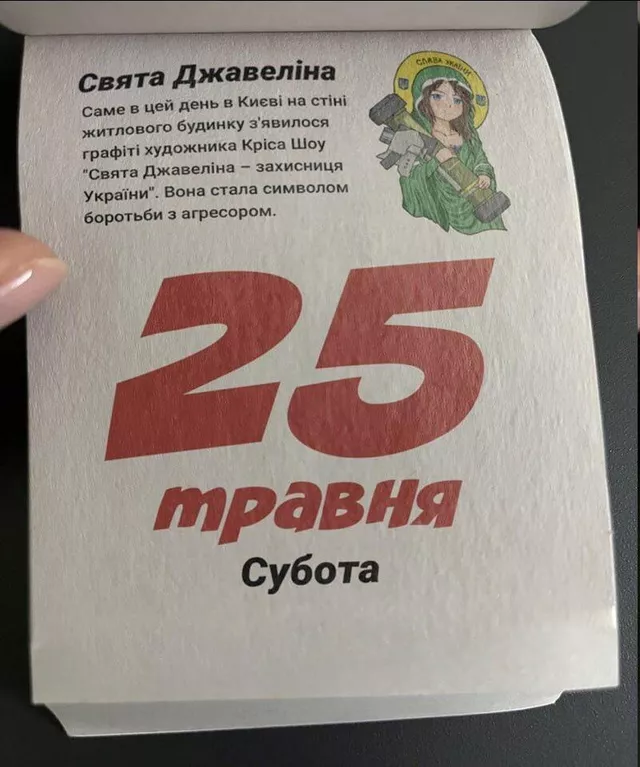 Свята Джавеліна
Саме в цей день в Києві на стіні
житлового будинку з'явилося
графіті художника Кріса Шоу
"Свята Джавеліна – захисниця
України". Вона стала символом
боротьби з агресором.
СЛАВА УКАЇНИ
25
травня
Субота